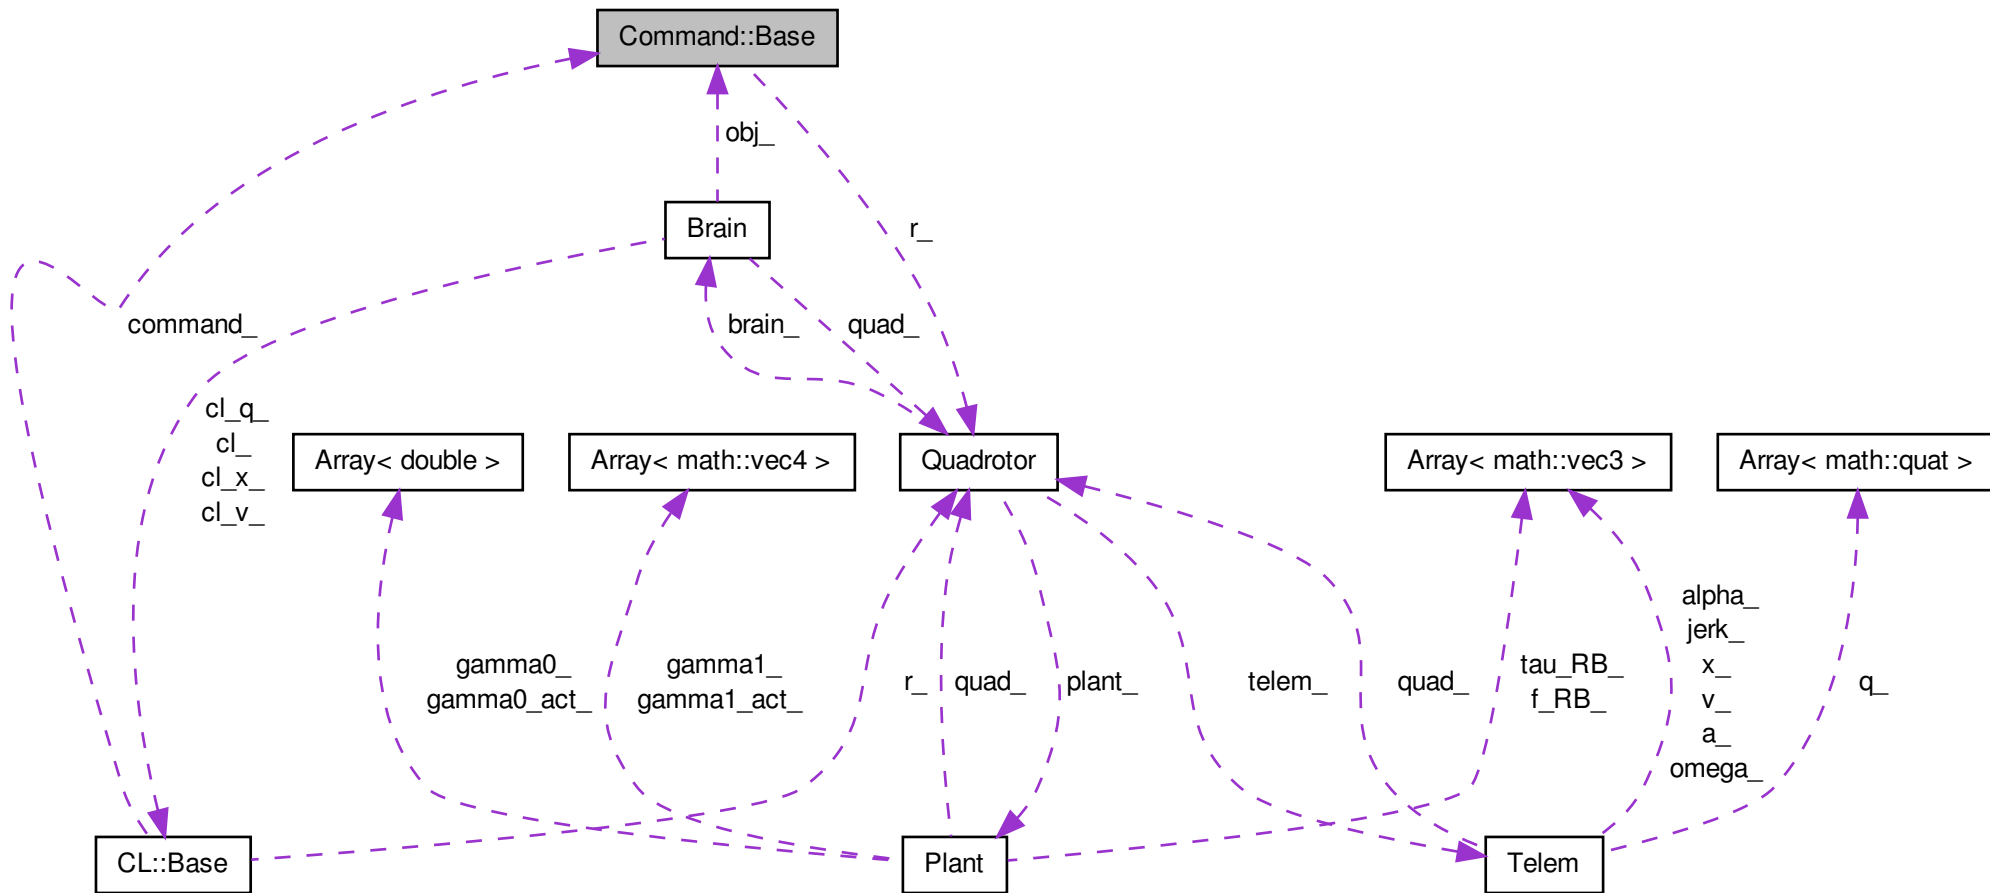 Command::Base
obj_
Brain
r_
command_
brain_
quad_
cl_q_
cl_
cl_x_
cl_v_
Array< double >
Array< math::vec4 >
Quadrotor
Array< math::vec3 >
Array< math::quat >
gamma0_
gamma0_act_
gamma1_
gamma1_act_
r_
quad_
plant_
telem_
quad_
tau_RB_
f_RB_
alpha_
jerk_
x_
v_
a_
omega_
q_
CL::Base
Plant
Telem